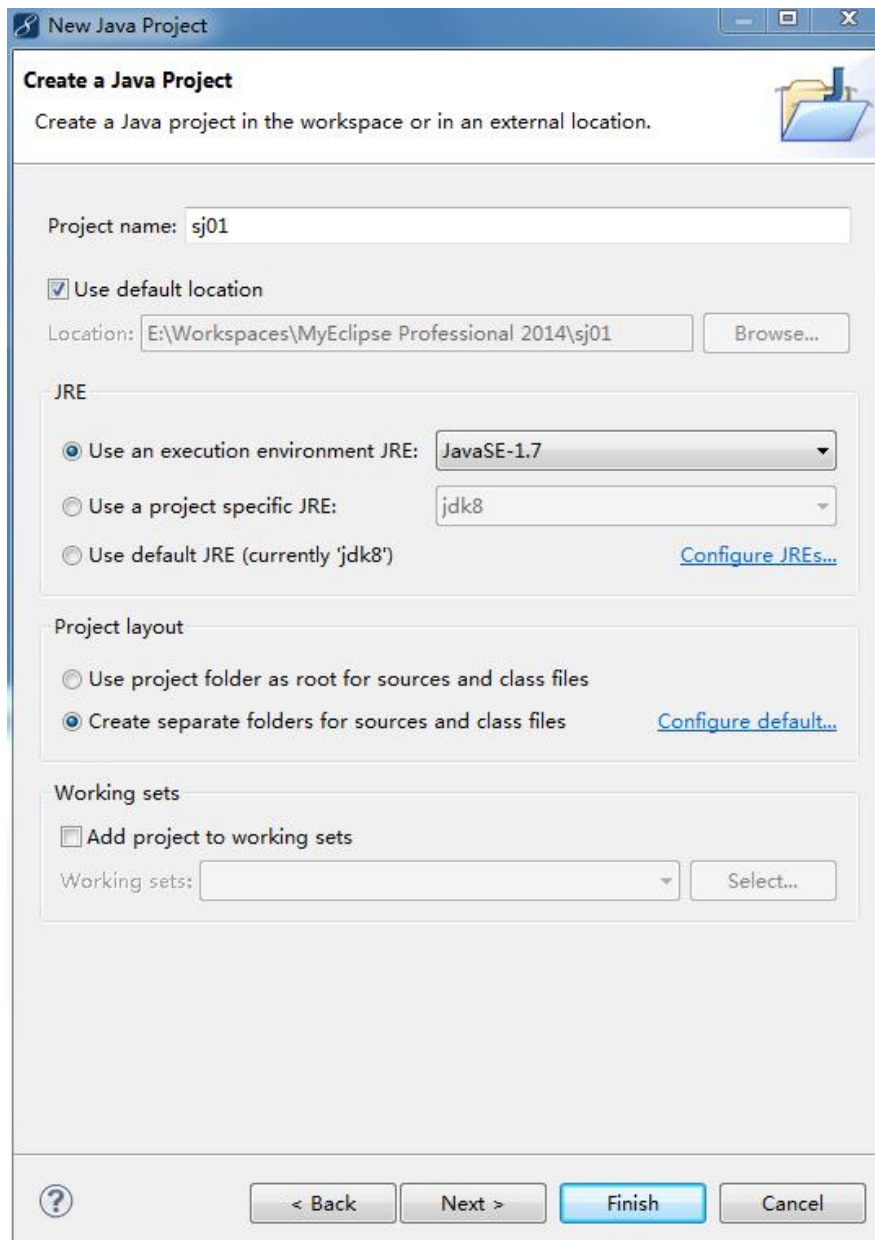 New Java Project
Create a Java Project
Create a Java project in the workspace or in an external location.
Project name: sj01
Use default location
Location: E:\Workspaces\MyEclipse Professional 2014\sj01 Browse...
JRE
Use an execution environment JRE: JavaSE-1.7
Use a project specific JRE: jdk8
Use default JRE (currently 'jdk8') Configure JREs...
Project layout
Use project folder as root for sources and class files
Create separate folders for sources and class files Configure default...
Working sets
Add project to working sets
Working sets: Select...
? < Back Next > Finish Cancel